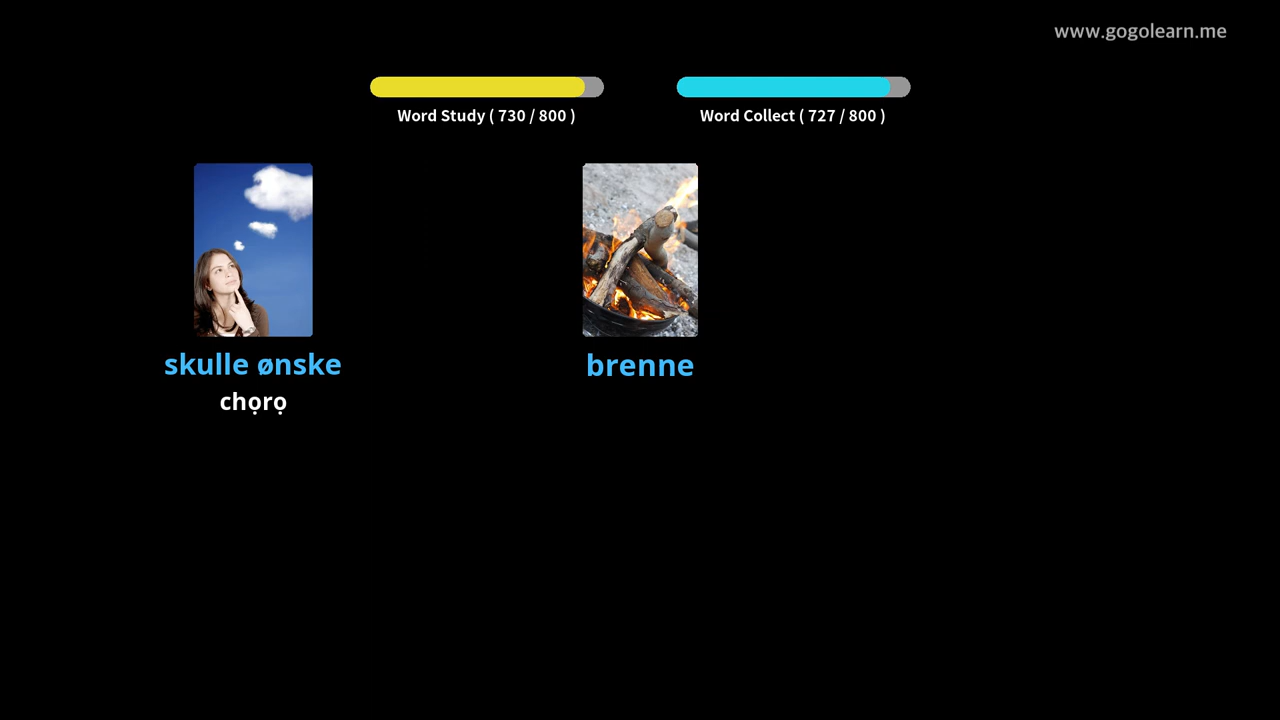 www.gogolearn.me
Word Study ( 730 / 800 )
Word Collect ( 727 / 800 )
skulle ønske
brenne
chọrọ